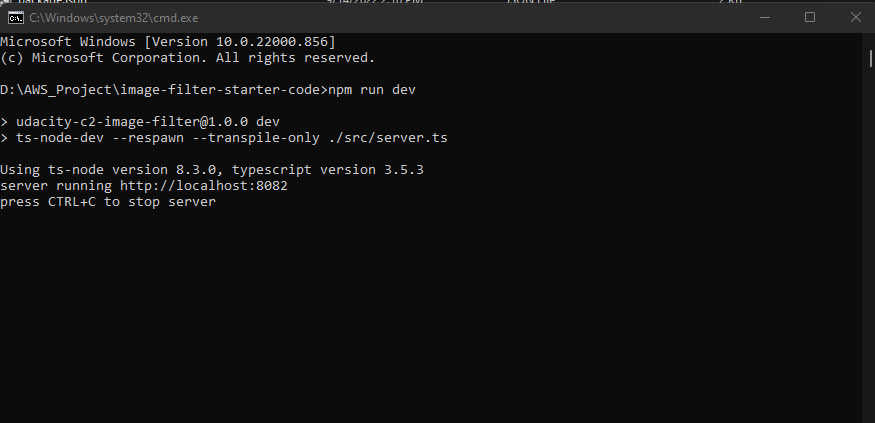 C:\Windows\system32\cmd.exe
Microsoft Windows [Version 10.0.22000.856]
(c) Microsoft Corporation. All rights reserved.
D:\AWS_Project\image-filter-starter-code>npm run dev
> udacity-c2-image-filter@1.0.0 dev
> ts-node-dev --respawn --transpile-only ./src/server.ts
Using ts-node version 8.3.0, typescript version 3.5.3
server running http://localhost:8082
press CTRL+C to stop server